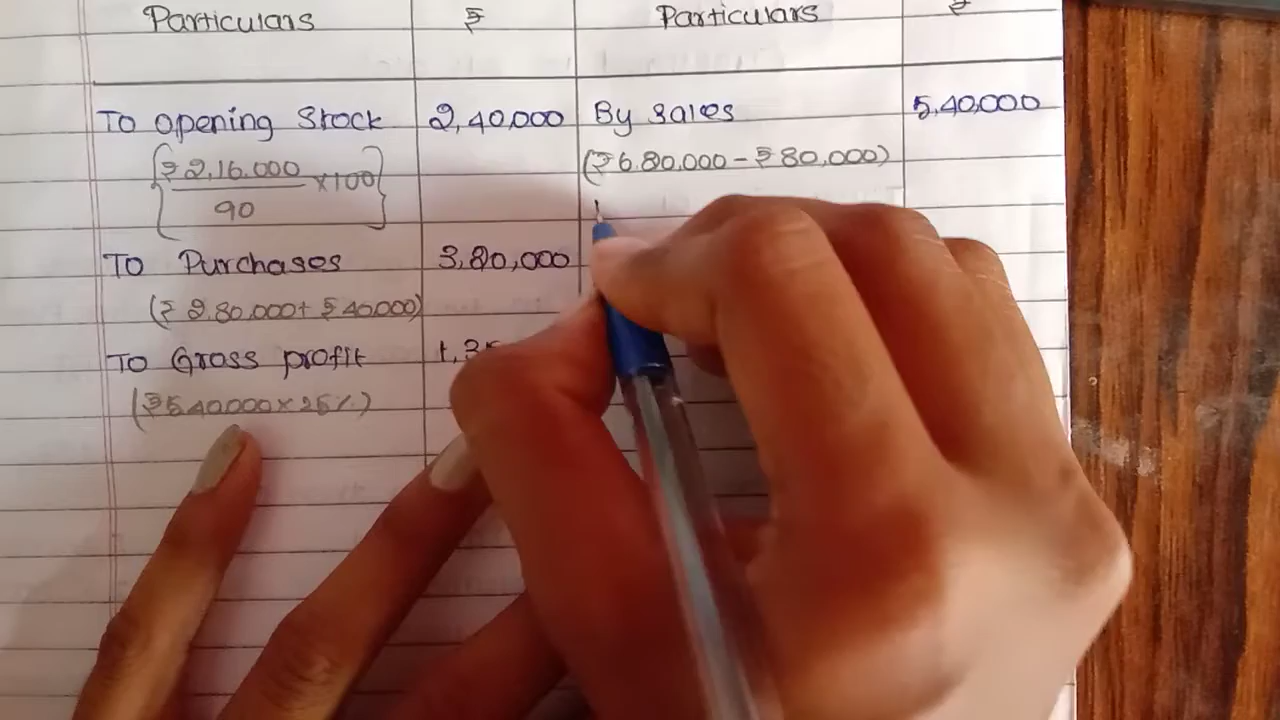 Particulars ₹ Particulars ₹
To opening Stock 2,40,000 By sales 5,40,000
{₹2,16,000/90 ×100} (₹6,80,000 - ₹80,000)
To Purchases 3,80,000
(₹2,80,000+ ₹40,000)
To Gross profit
(₹5,40,000×25%)